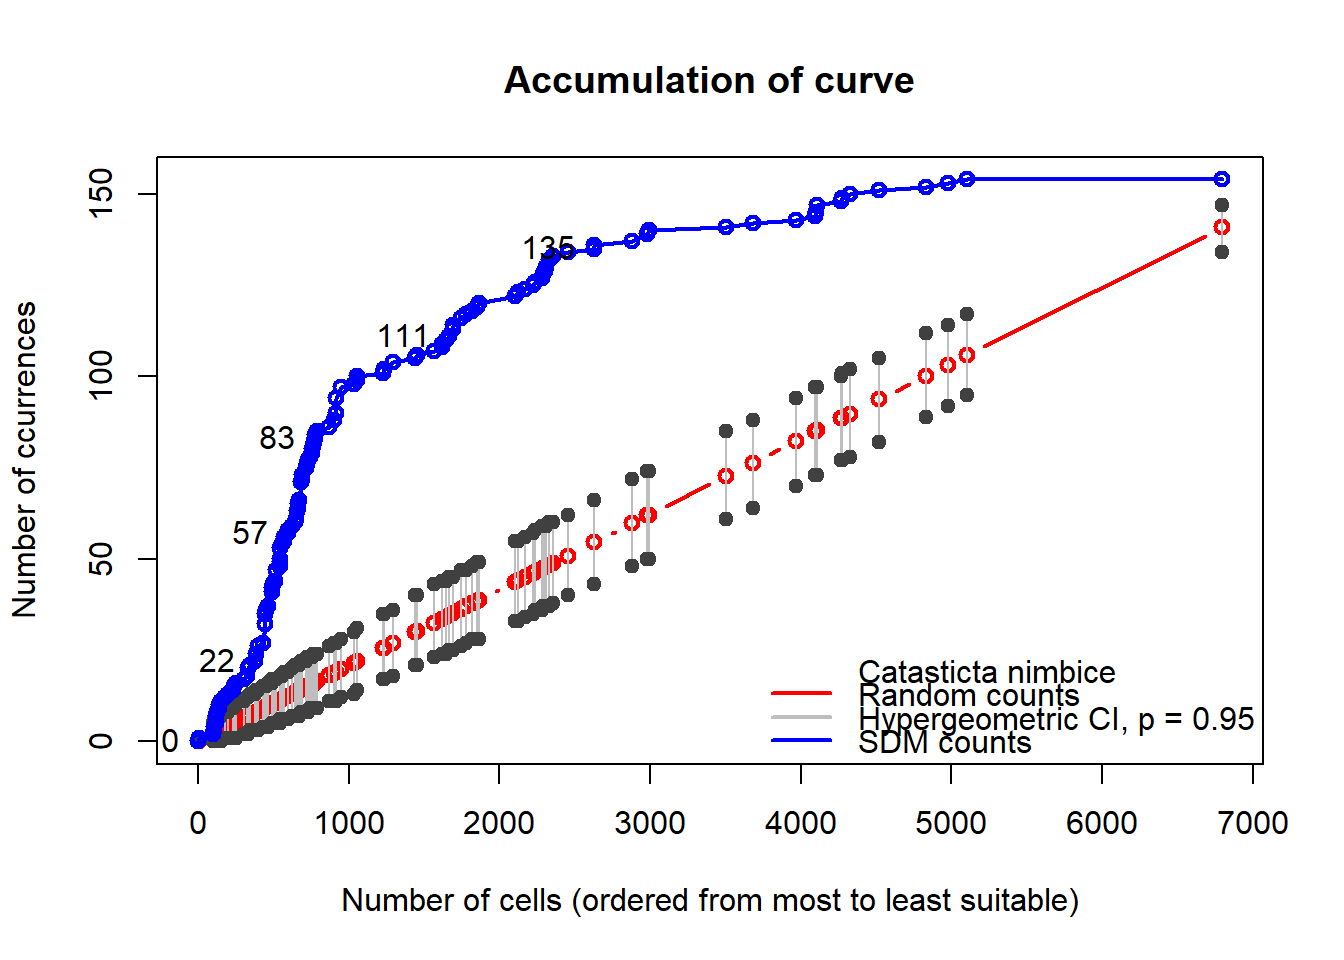 Accumulation of curve
Number of ccurrences
150
100
50
0
0
22
57
83
111
135
Catasticta nimbice
Random counts
Hypergeometric CI, p = 0.95
SDM counts
0 1000 2000 3000 4000 5000 6000 7000
Number of cells (ordered from most to least suitable)